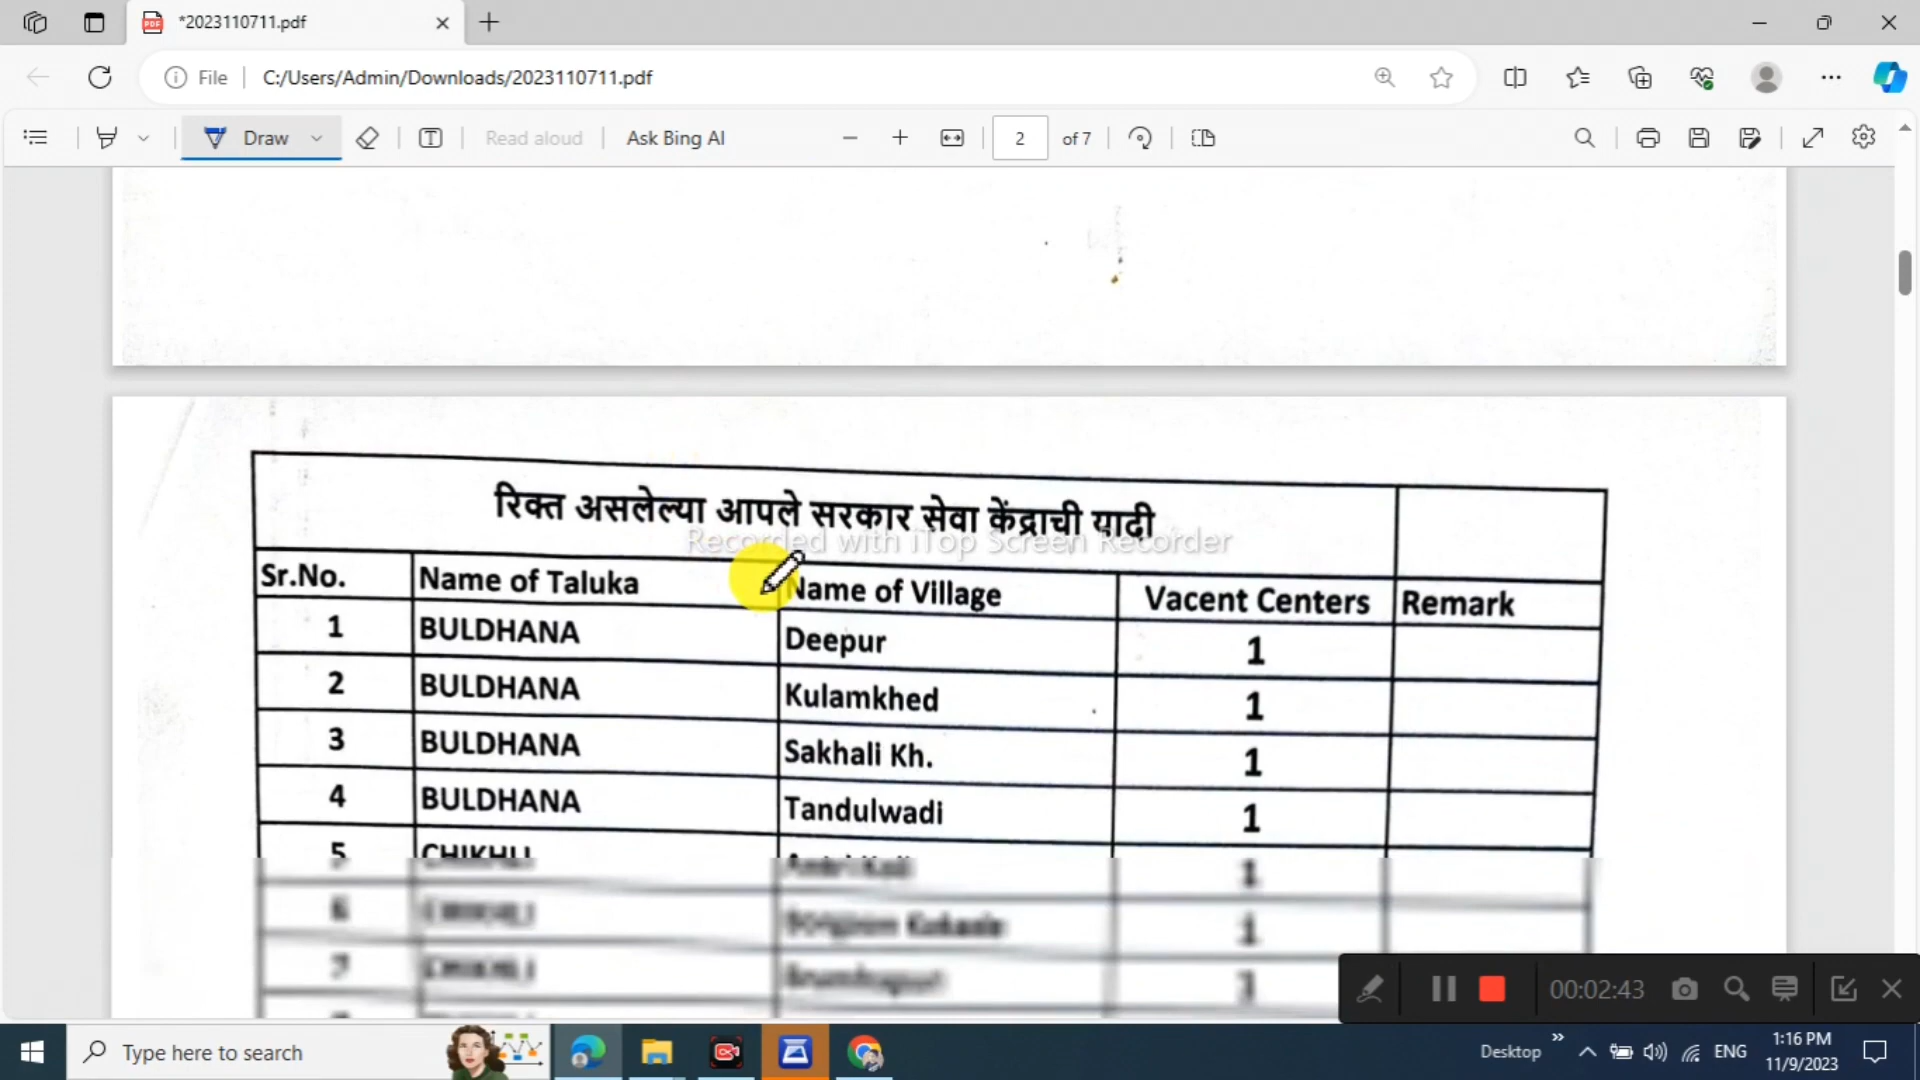 *2023110711.pdf
File
C:/Users/Admin/Downloads/2023110711.pdf
Draw
Read aloud
Ask Bing AI
2
of 7
रिक्त असलेल्या आपले सरकार सेवा केंद्राची यादी
Recorded with iTop Screen Recorder
Sr.No. Name of Taluka Name of Village Vacent Centers Remark
1 BULDHANA Deepur 1
2 BULDHANA Kulamkhed 1
3 BULDHANA Sakhali Kh. 1
4 BULDHANA Tandulwadi 1
5 CHIKHLI 1
6 CHIKHLI 1
7 CHIKHLI
00:02:43
Type here to search
Desktop
ENG
1:16 PM
11/9/2023